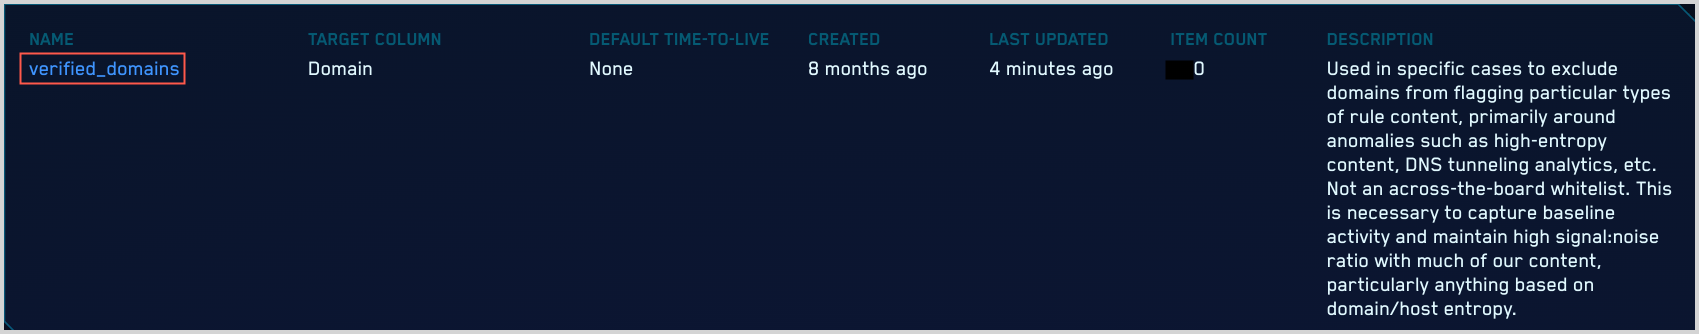 NAME TARGET COLUMN DEFAULT TIME-TO-LIVE CREATED LAST UPDATED ITEM COUNT DESCRIPTION
verified_domains Domain None 8 months ago 4 minutes ago 0 Used in specific cases to exclude
domains from flagging particular types
of rule content, primarily around
anomalies such as high-entropy
content, DNS tunneling analytics, etc.
Not an across-the-board whitelist. This
is necessary to capture baseline
activity and maintain high signal:noise
ratio with much of our content,
particularly anything based on
domain/host entropy.